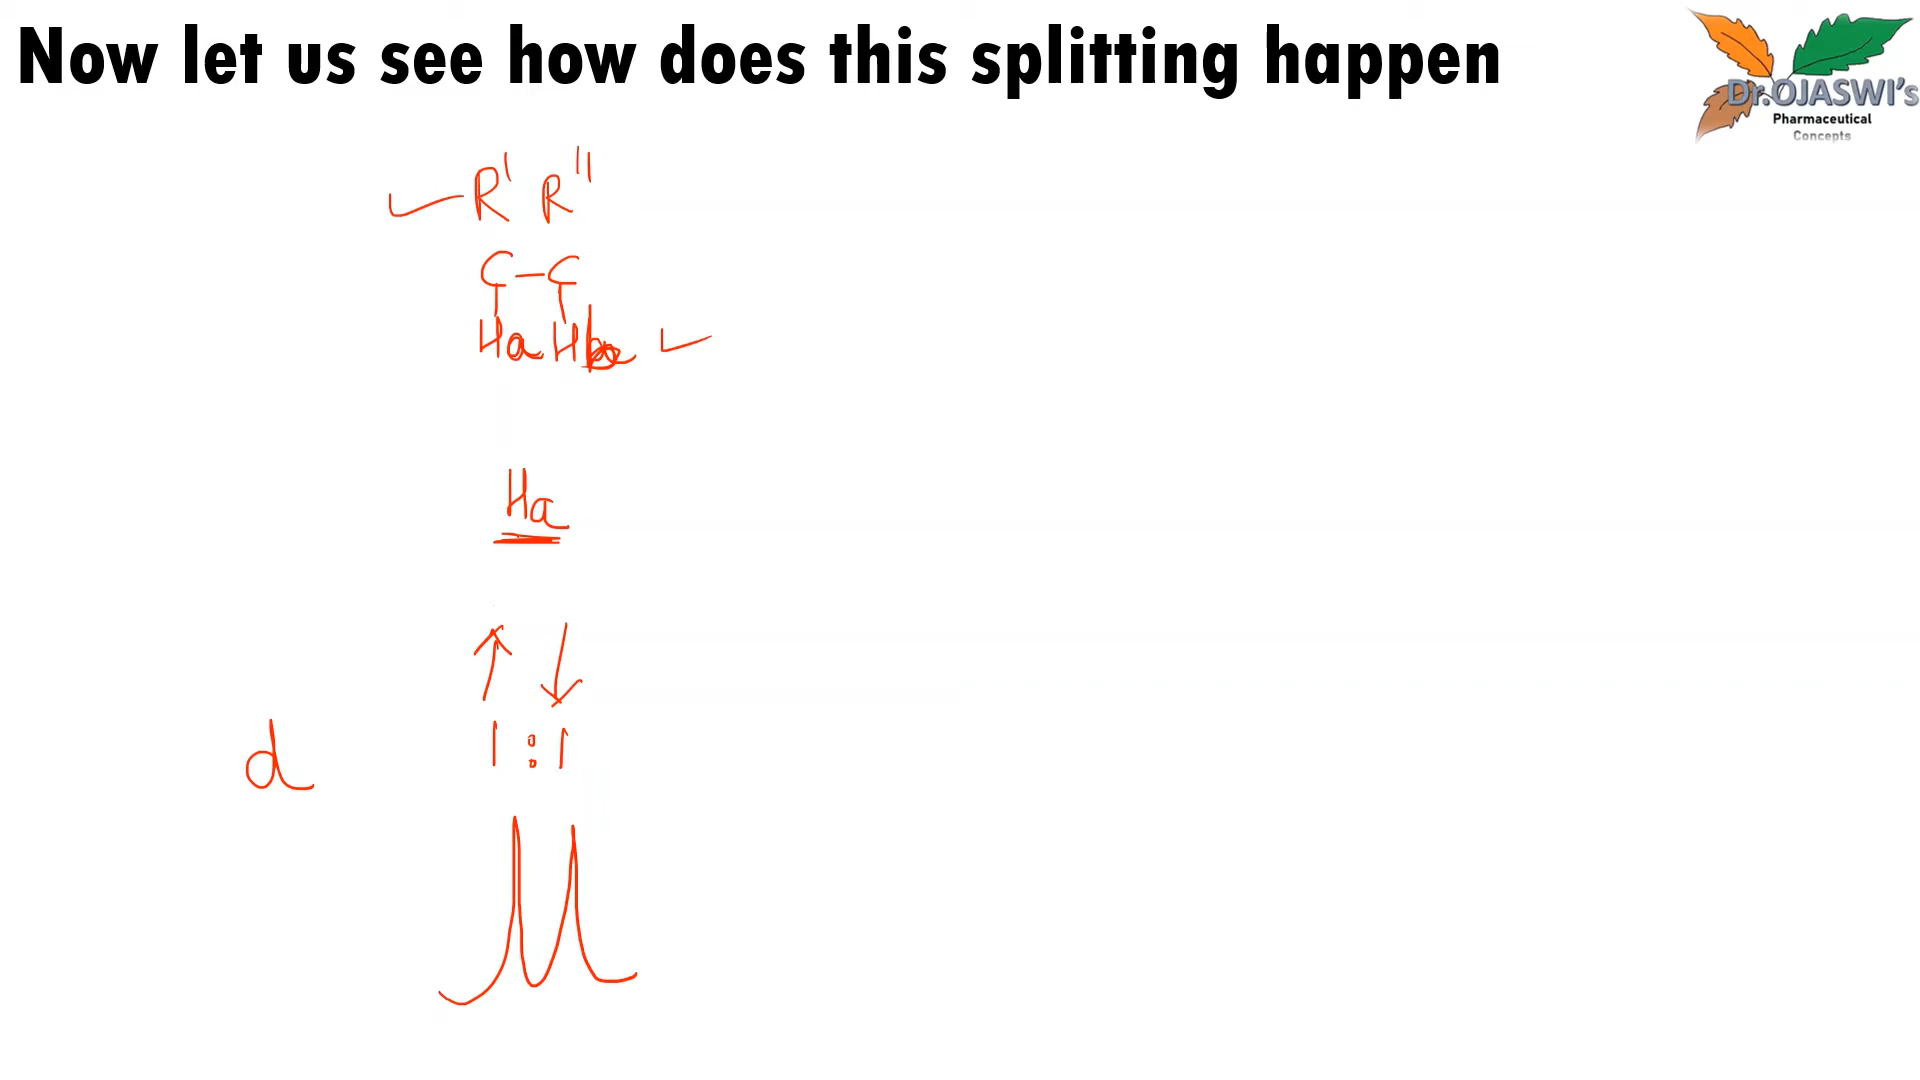 Now let us see how does this splitting happen
Dr.OJASWI's
Pharmaceutical
Concepts
R' R"
C-C
Ha Hb
Ha
↑ ↓
1:1
d